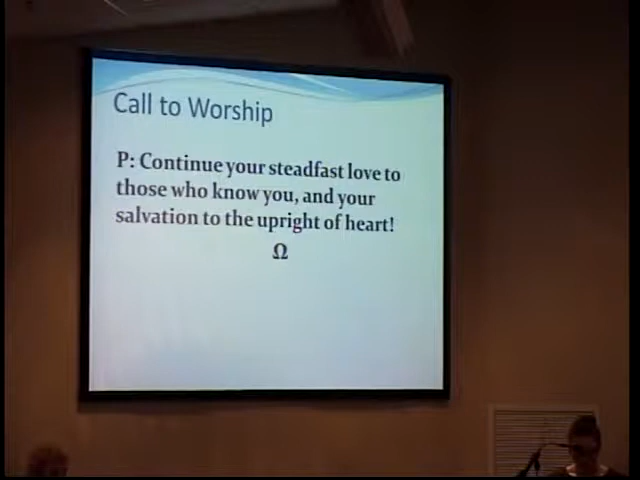 Call to Worship
P: Continue your steadfast love to
those who know you, and your
salvation to the upright of heart!
Ω